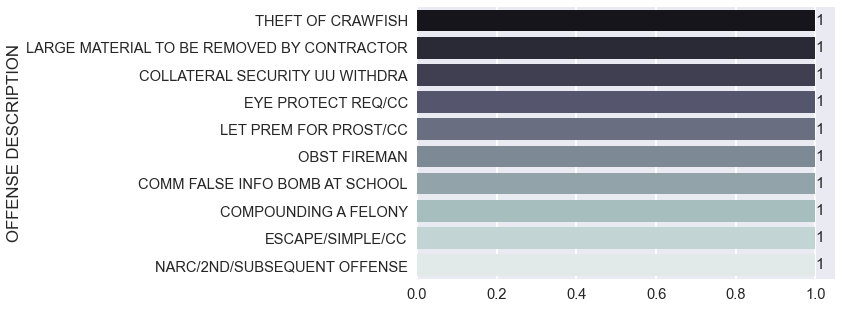 OFFENSE DESCRIPTION
THEFT OF CRAWFISH 1
LARGE MATERIAL TO BE REMOVED BY CONTRACTOR 1
COLLATERAL SECURITY UU WITHDRA 1
EYE PROTECT REQ/CC 1
LET PREM FOR PROST/CC 1
OBST FIREMAN 1
COMM FALSE INFO BOMB AT SCHOOL 1
COMPOUNDING A FELONY 1
ESCAPE/SIMPLE/CC 1
NARC/2ND/SUBSEQUENT OFFENSE 1
0.0 0.2 0.4 0.6 0.8 1.0